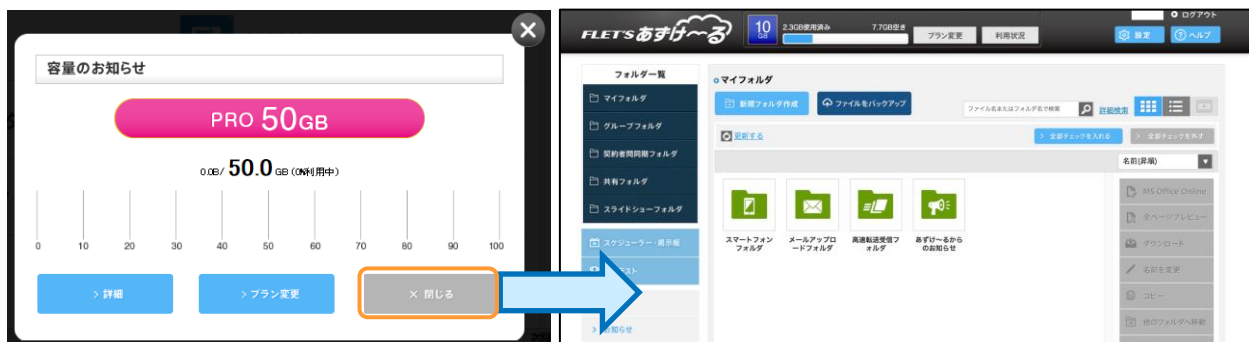 容量のお知らせ
PRO 50GB
0.0B/ 50.0 GB (0%利用中)
0 10 20 30 40 50 60 70 80 90 100
> 詳細
> プラン変更
× 閉じる
FLET'S あずけ～る
10 GB
2.3GB使用済み 7.7GB空き
プラン変更
利用状況
ログアウト
設定
ヘルプ
フォルダ一覧
マイフォルダ
グループフォルダ
契約者間同期フォルダ
共有フォルダ
スライドショーフォルダ
スケジューラー・掲示板
スト
> お知らせ
マイフォルダ
新規フォルダ作成
ファイルをバックアップ
ファイル名またはフォルダ名で検索
詳細検索
更新する
> 全部チェックを入れる
> 全部チェックを外す
名前(昇順)
スマートフォン
フォルダ
メールアップロ
ードフォルダ
高速転送受信フ
ォルダ
あずけ～るから
のお知らせ
MS Office Online
全ページプレビュー
ダウンロード
名前を変更
コピー
他のフォルダへ移動